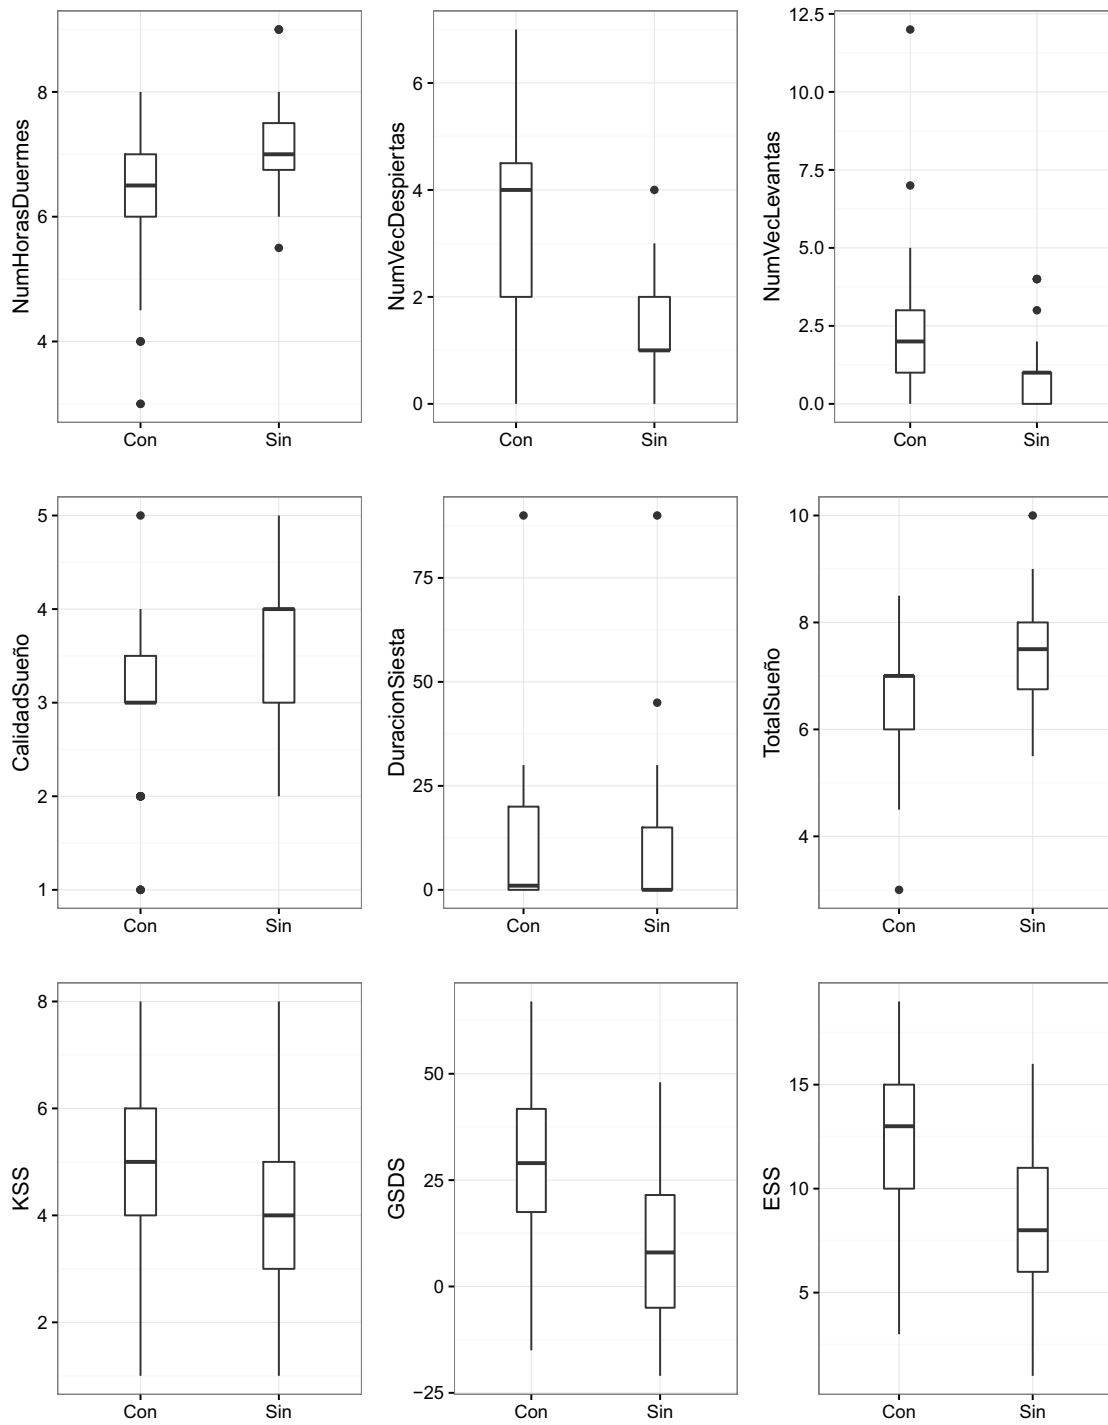 NumHorasDuermes
8
6
4
Con Sin
NumVecDespiertas
6
4
2
0
Con Sin
NumVecLevantas
12.5
10.0
7.5
5.0
2.5
0.0
Con Sin
CalidadSueño
5
4
3
2
1
Con Sin
DuracionSiesta
75
50
25
0
Con Sin
TotalSueño
10
8
6
4
Con Sin
KSS
8
6
4
2
Con Sin
GSDS
50
25
0
−25
Con Sin
ESS
15
10
5
Con Sin